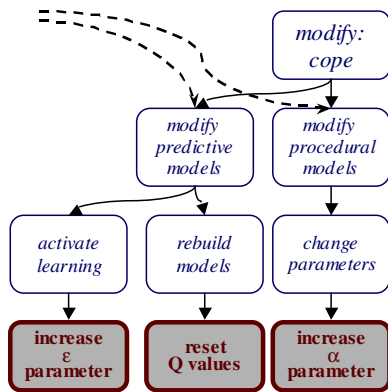 modify:
cope
modify
predictive
models
modify
procedural
models
activate
learning
rebuild
models
change
parameters
increase
ε
parameter
reset
Q values
increase
α
parameter